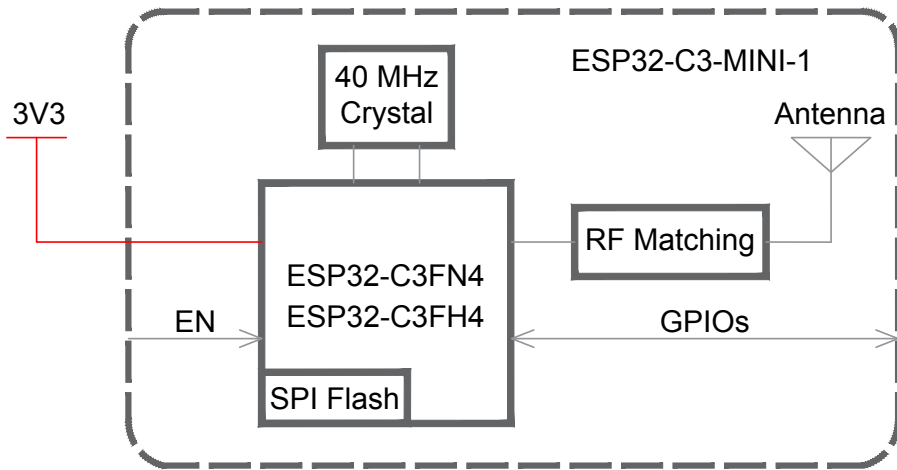 ESP32-C3-MINI-1
40 MHz
Crystal
3V3
Antenna
RF Matching
ESP32-C3FN4
ESP32-C3FH4
EN
GPIOs
SPI Flash